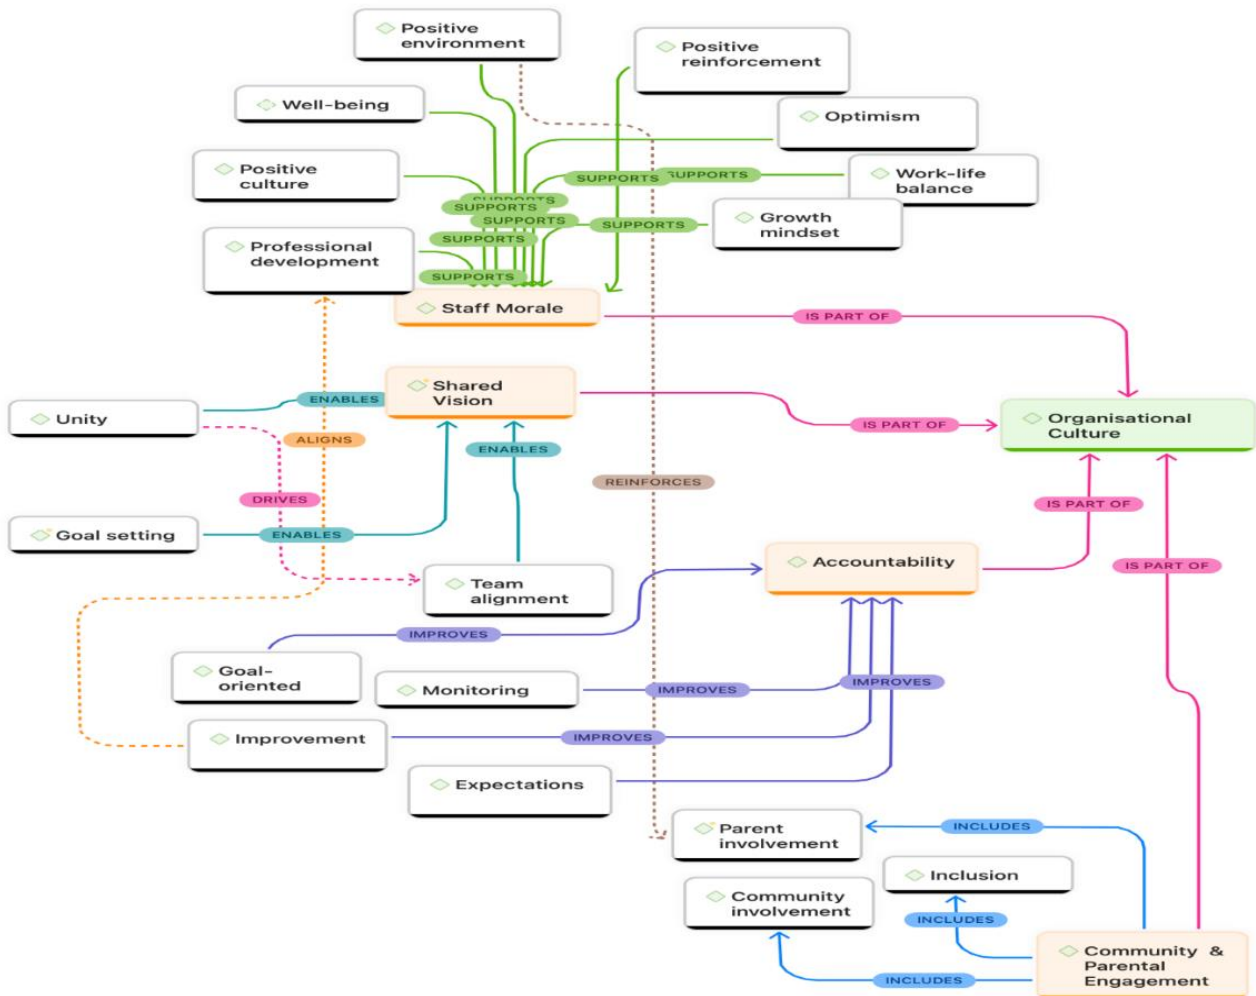 Positive
environment
Positive
reinforcement
Well-being
Optimism
Positive
culture
SUPPORTS
SUPPORTS
Work-life
balance
SUPPORTS
SUPPORTS
SUPPORTS
SUPPORTS
Growth
mindset
Professional
development
SUPPORTS
SUPPORTS
Staff Morale
IS PART OF
Shared
Vision
Unity
ENABLES
Organisational
Culture
IS PART OF
ALIGNS
ENABLES
REINFORCES
DRIVES
IS PART OF
Goal setting
ENABLES
Accountability
IS PART OF
Team
alignment
IMPROVES
Goal-
oriented
Monitoring
IMPROVES
IMPROVES
Improvement
IMPROVES
Expectations
Parent
involvement
INCLUDES
Inclusion
Community
involvement
INCLUDES
Community &
Parental
Engagement
INCLUDES